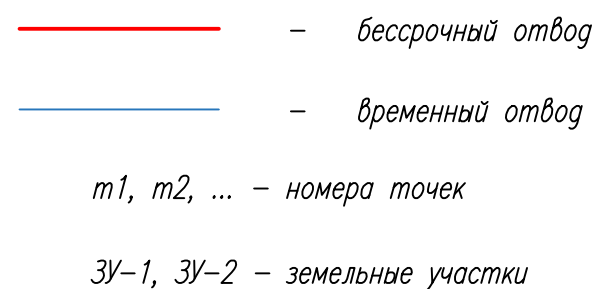 – бессрочный отвод
– временный отвод
т1, т2, ... – номера точек
ЗУ-1, ЗУ-2 – земельные участки